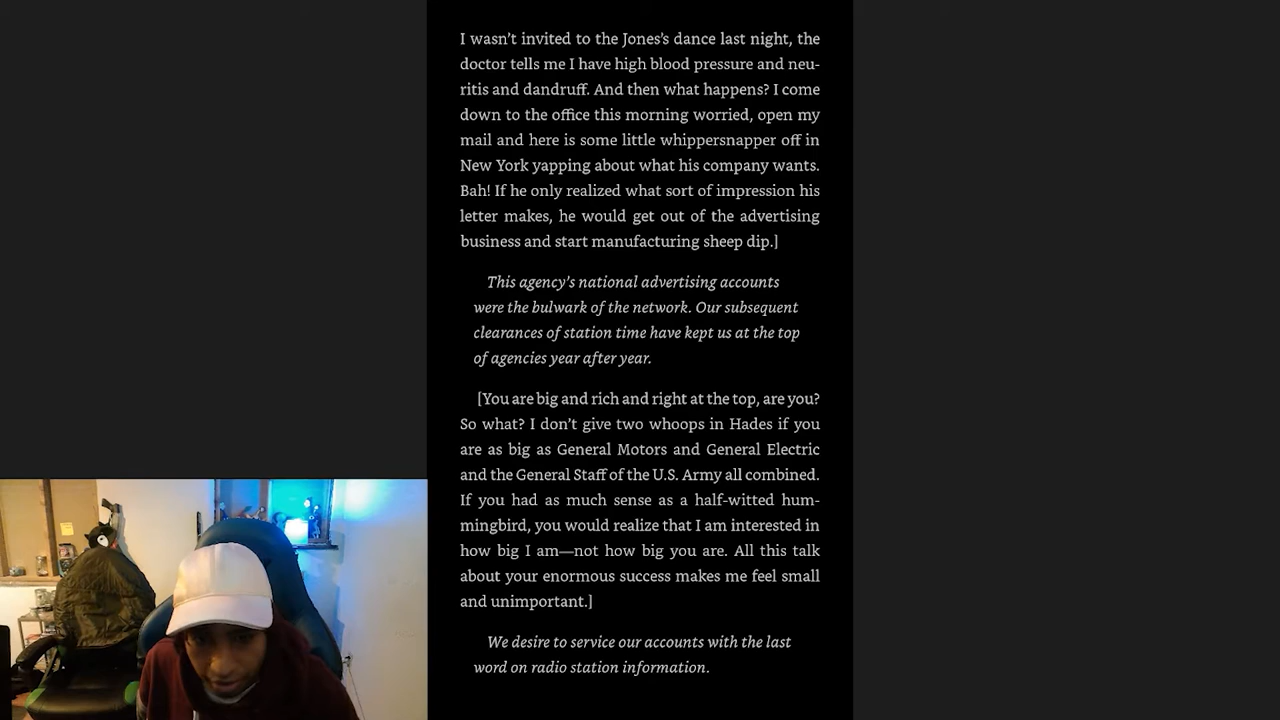 I wasn’t invited to the Jones’s dance last night, the
doctor tells me I have high blood pressure and neu-
ritis and dandruff. And then what happens? I come
down to the office this morning worried, open my
mail and here is some little whippersnapper off in
New York yapping about what his company wants.
Bah! If he only realized what sort of impression his
letter makes, he would get out of the advertising
business and start manufacturing sheep dip.]
This agency’s national advertising accounts
were the bulwark of the network. Our subsequent
clearances of station time have kept us at the top
of agencies year after year.
[You are big and rich and right at the top, are you?
So what? I don’t give two whoops in Hades if you
are as big as General Motors and General Electric
and the General Staff of the U.S. Army all combined.
If you had as much sense as a half-witted hum-
mingbird, you would realize that I am interested in
how big I am—not how big you are. All this talk
about your enormous success makes me feel small
and unimportant.]
We desire to service our accounts with the last
word on radio station information.